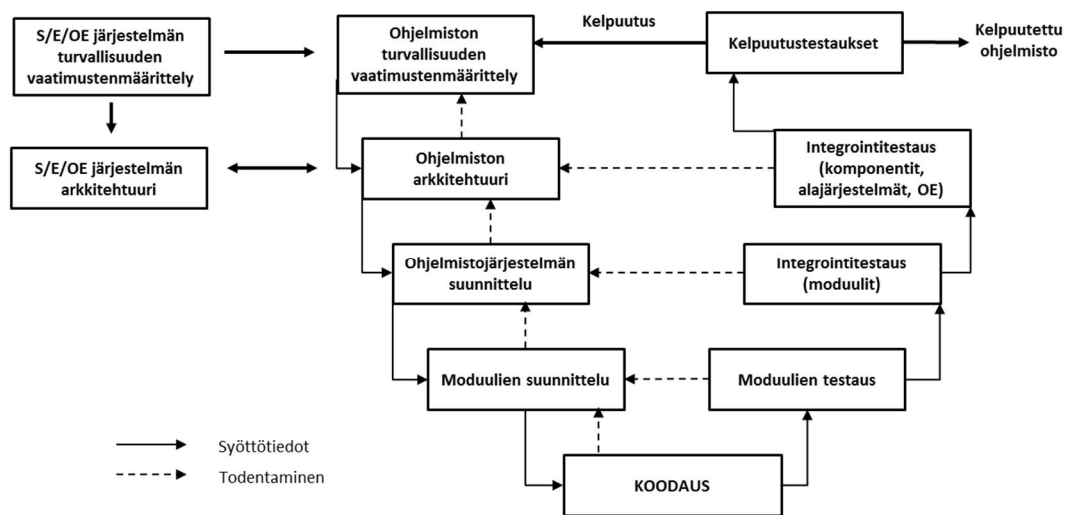 S/E/OE järjestelmän
turvallisuuden
vaatimustenmäärittely
Ohjelmiston
turvallisuuden
vaatimustenmäärittely
Kelpuutus
Kelpuutustestaukset
Kelpuutettu
ohjelmisto
S/E/OE järjestelmän
arkkitehtuuri
Ohjelmiston
arkkitehtuuri
Integrointitestaus
(komponentit,
alajärjestelmät, OE)
Ohjelmistojärjestelmän
suunnittelu
Integrointitestaus
(moduulit)
Moduulien suunnittelu
Moduulien testaus
Syöttötiedot
Todentaminen
KOODAUS